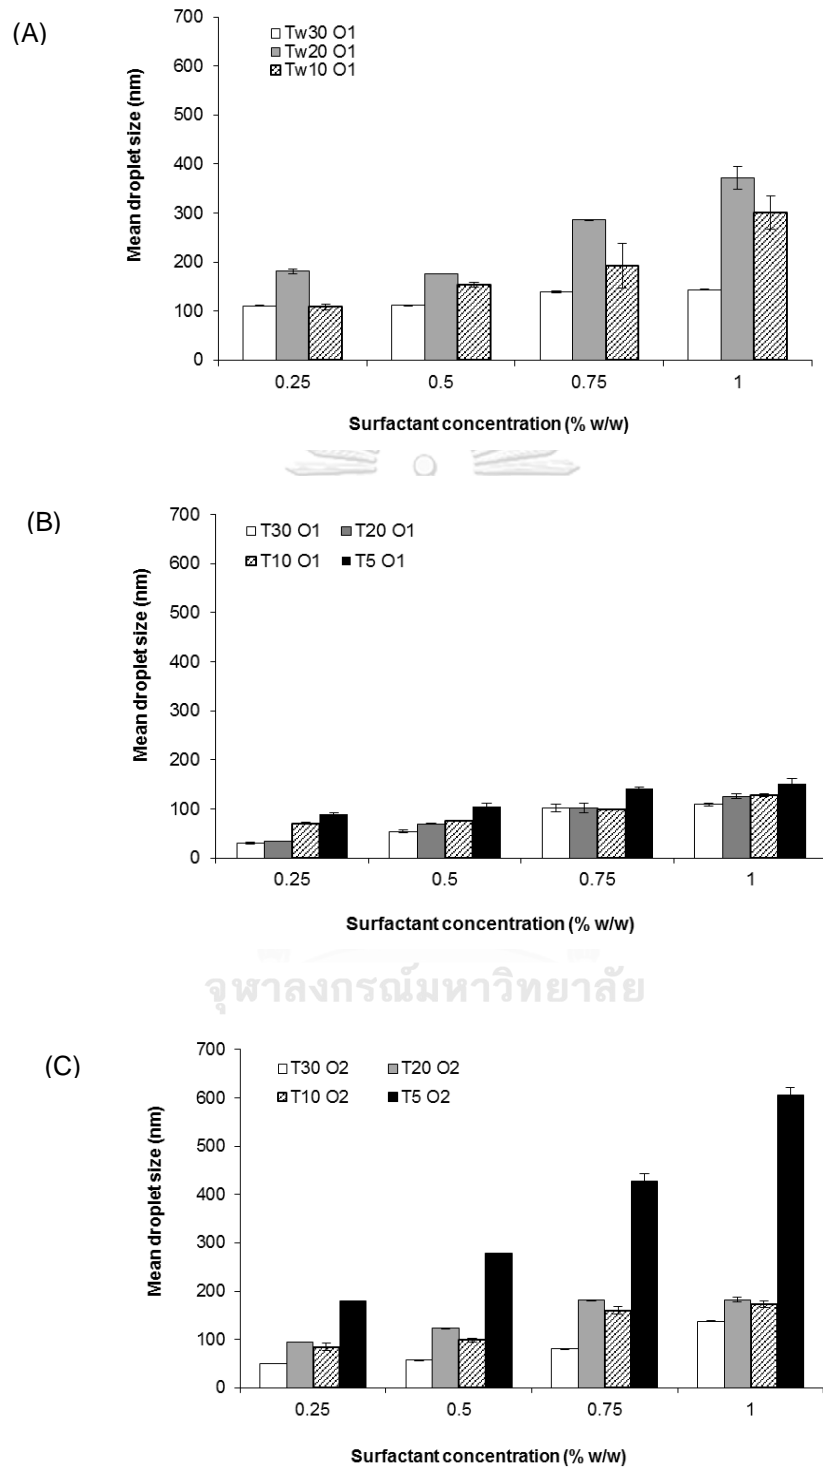 (A)
700
600
500
400
300
200
100
0
Mean droplet size (nm)
Tw30 O1
Tw20 O1
Tw10 O1
0.25 0.5 0.75 1
Surfactant concentration (% w/w)
(B)
700
600
500
400
300
200
100
0
Mean droplet size (nm)
T30 O1 T20 O1
T10 O1 T5 O1
0.25 0.5 0.75 1
Surfactant concentration (% w/w)
จุฬาลงกรณ์มหาวิทยาลัย
(C)
700
600
500
400
300
200
100
0
Mean droplet size (nm)
T30 O2 T20 O2
T10 O2 T5 O2
0.25 0.5 0.75 1
Surfactant concentration (% w/w)